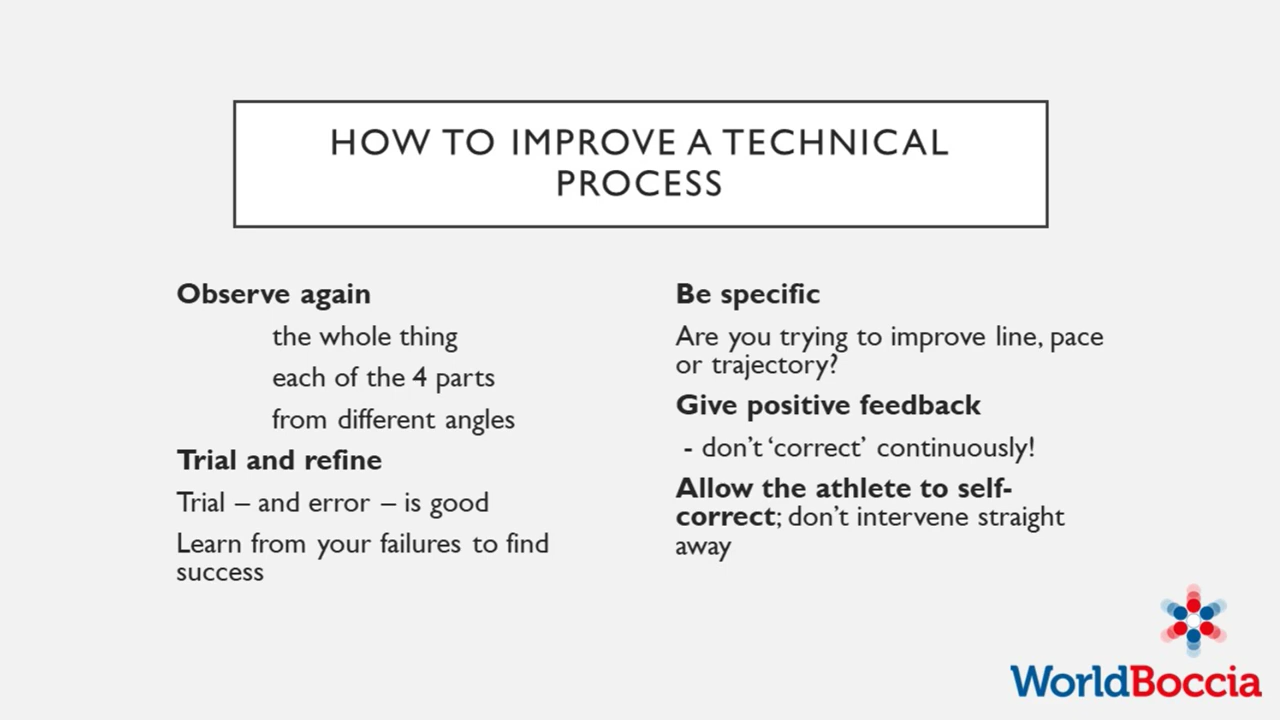 HOW TO IMPROVE A TECHNICAL
PROCESS
Observe again
the whole thing
each of the 4 parts
from different angles
Trial and refine
Trial – and error – is good
Learn from your failures to find
success
Be specific
Are you trying to improve line, pace
or trajectory?
Give positive feedback
- don't 'correct' continuously!
Allow the athlete to self-
correct; don't intervene straight
away
WorldBoccia